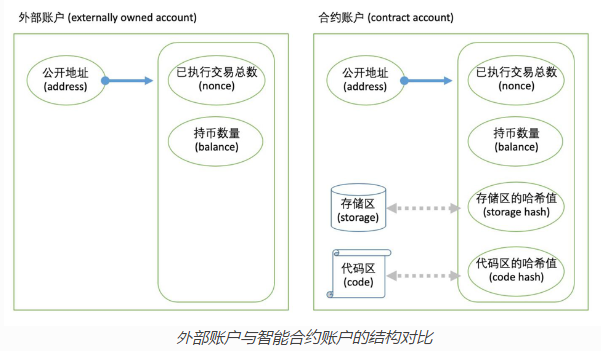 外部账户 (externally owned account)
公开地址
(address)
已执行交易总数
(nonce)
持币数量
(balance)
合约账户 (contract account)
公开地址
(address)
已执行交易总数
(nonce)
持币数量
(balance)
存储区
(storage)
存储区的哈希值
(storage hash)
代码区
(code)
代码区的哈希值
(code hash)
外部账户与智能合约账户的结构对比